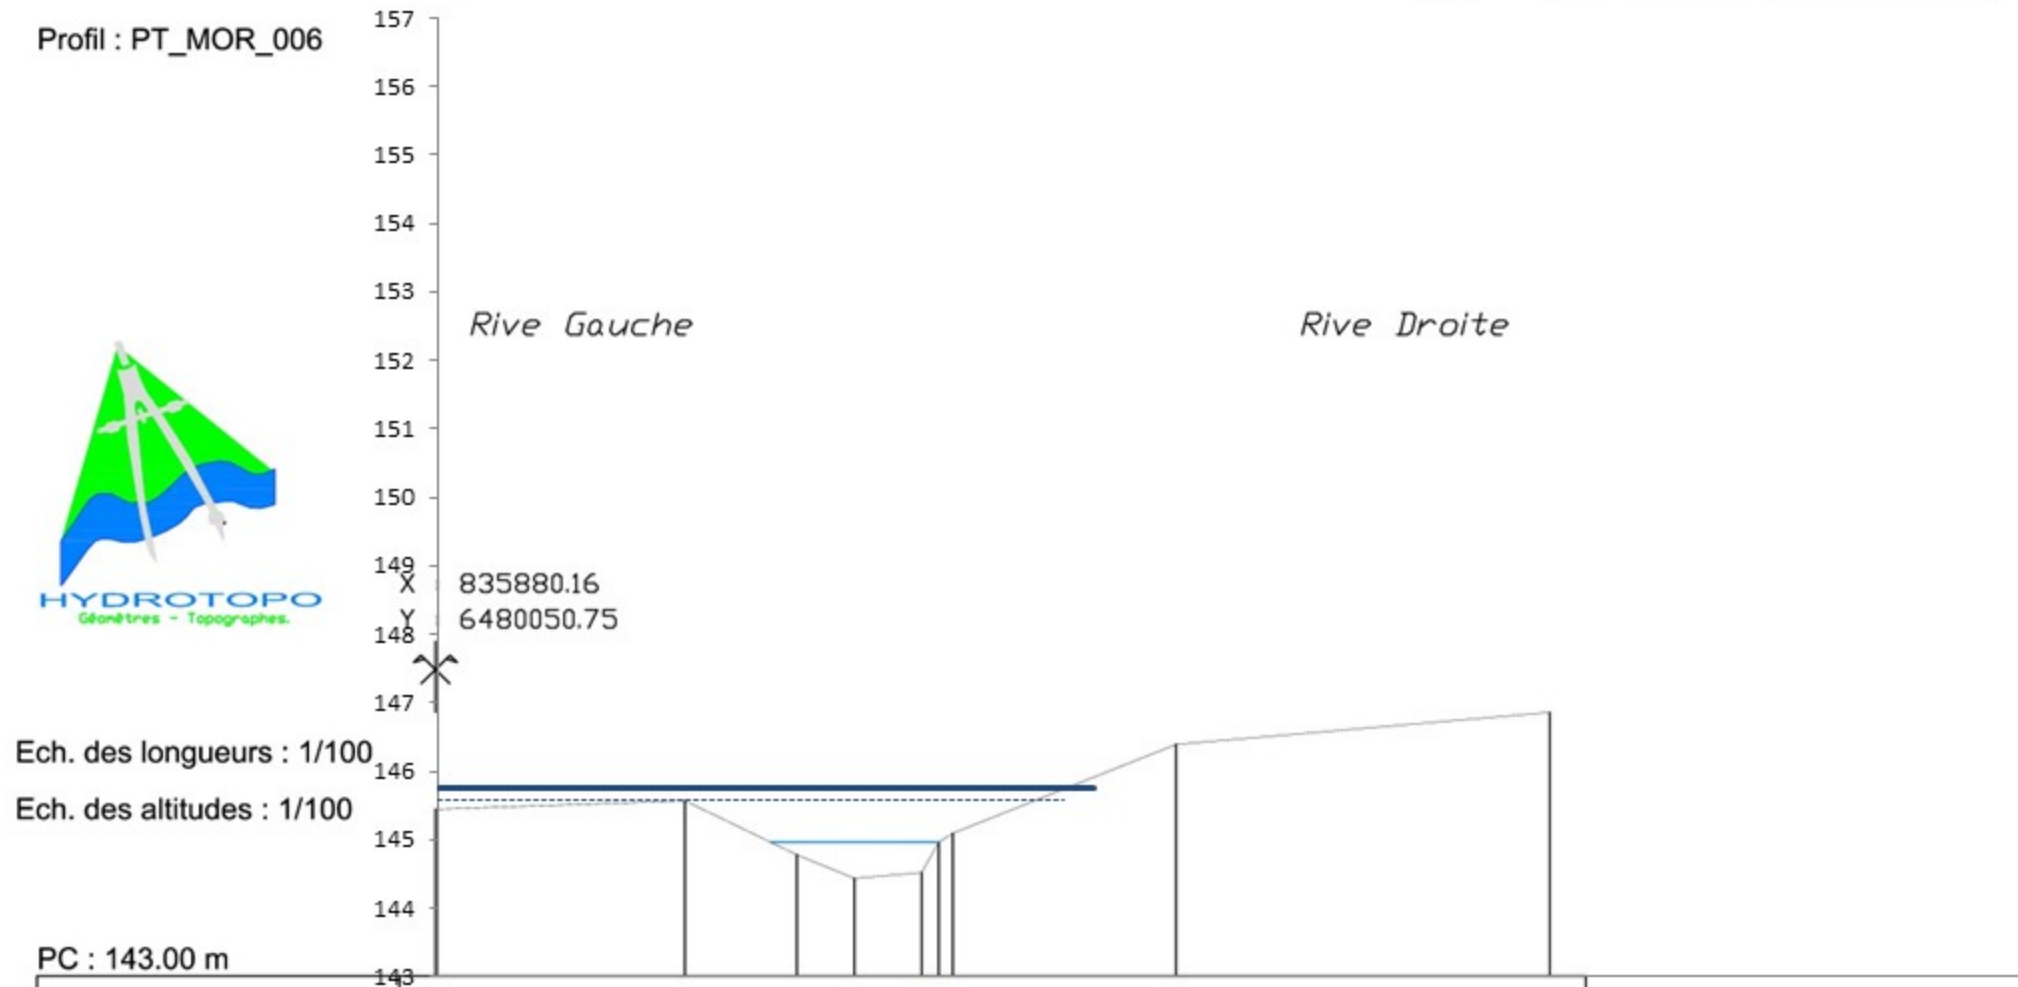 Profil : PT_MOR_006
157
156
155
154
153
Rive Gauche
Rive Droite
152
151
150
149
X 835880.16
Y 6480050.75
148
HYDROTOPO
Géomètres - Topographes.
147
Ech. des longueurs : 1/100
146
Ech. des altitudes : 1/100
145
144
PC : 143.00 m
143